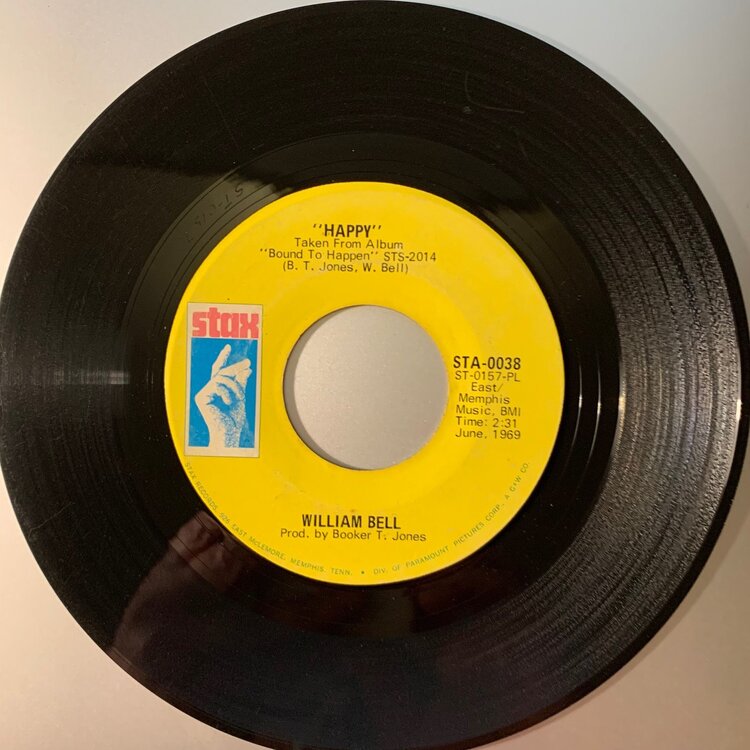 "HAPPY"
Taken From Album
"Bound To Happen" STS-2014
(B. T. Jones, W. Bell)
stax
STA-0038
ST-0157-PL
East/
Memphis
Music, BMI
Time: 2:31
June, 1969
WILLIAM BELL
Prod. by Booker T. Jones
STAX RECORDS, 926 EAST McLEMORE, MEMPHIS, TENN. • DIV. OF PARAMOUNT PICTURES CORP., A G+W CO.